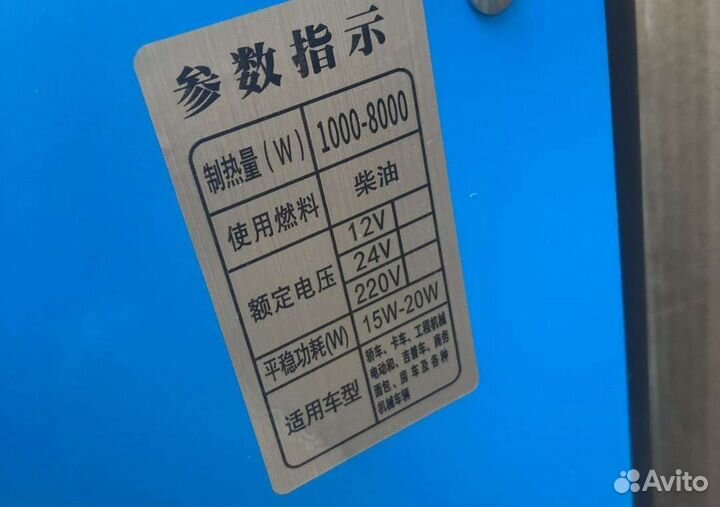 参数指示
制热量(W) 1000-8000
使用燃料 柴油
额定电压 12V
24V
220V
平稳功耗(W) 15W-20W
适用车型 轿车、卡车、工程机械
电动和、吉普车、商务
面包、房车及各种
机械车辆
Avito